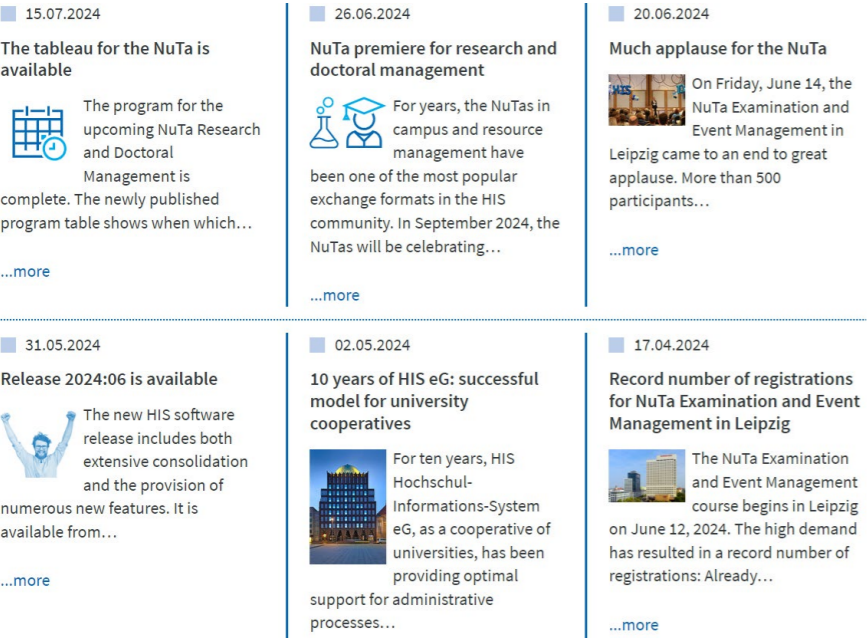 15.07.2024
The tableau for the NuTa is
available
The program for the
upcoming NuTa Research
and Doctoral
Management is
complete. The newly published
program table shows when which…
...more
26.06.2024
NuTa premiere for research and
doctoral management
For years, the NuTas in
campus and resource
management have
been one of the most popular
exchange formats in the HIS
community. In September 2024, the
NuTas will be celebrating…
...more
20.06.2024
Much applause for the NuTa
HIS
On Friday, June 14, the
NuTa Examination and
Event Management in
Leipzig came to an end to great
applause. More than 500
participants…
...more
31.05.2024
Release 2024:06 is available
The new HIS software
release includes both
extensive consolidation
and the provision of
numerous new features. It is
available from…
...more
02.05.2024
10 years of HIS eG: successful
model for university
cooperatives
For ten years, HIS
Hochschul-
Informations-System
eG, as a cooperative of
universities, has been
providing optimal
support for administrative
processes…
17.04.2024
Record number of registrations
for NuTa Examination and Event
Management in Leipzig
The NuTa Examination
and Event Management
course begins in Leipzig
on June 12, 2024. The high demand
has resulted in a record number of
registrations: Already…
...more